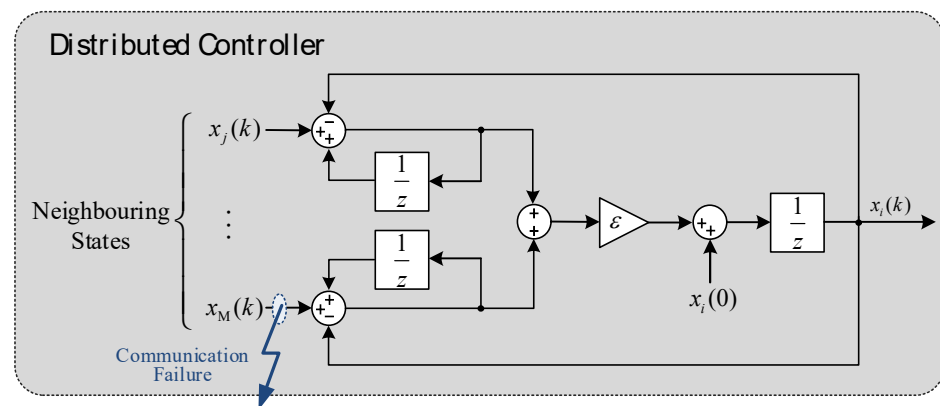 Distributed Controller
x_j(k)
+
−
+
1
z
Neighbouring
States
⋮
1
z
x_M(k)
+
+
−
Communication
Failure
+
+
ε
+
+
x_i(0)
1
z
x_i(k)